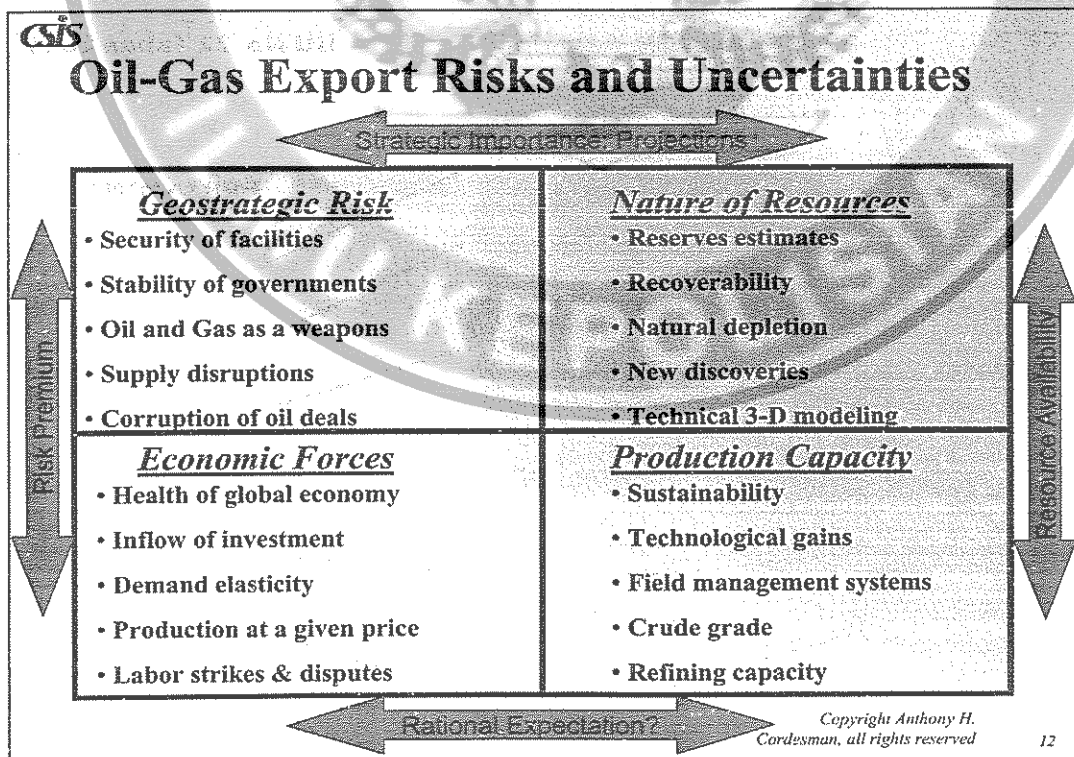 CSIS
Oil-Gas Export Risks and Uncertainties
Strategic Importance: Projections
Risk Premium
Geostrategic Risk
• Security of facilities
• Stability of governments
• Oil and Gas as a weapons
• Supply disruptions
• Corruption of oil deals
Nature of Resources
• Reserves estimates
• Recoverability
• Natural depletion
• New discoveries
• Technical 3-D modeling
Resource Availability
Economic Forces
• Health of global economy
• Inflow of investment
• Demand elasticity
• Production at a given price
• Labor strikes & disputes
Production Capacity
• Sustainability
• Technological gains
• Field management systems
• Crude grade
• Refining capacity
Rational Expectation?
Copyright Anthony H.
Cordesman, all rights reserved
12